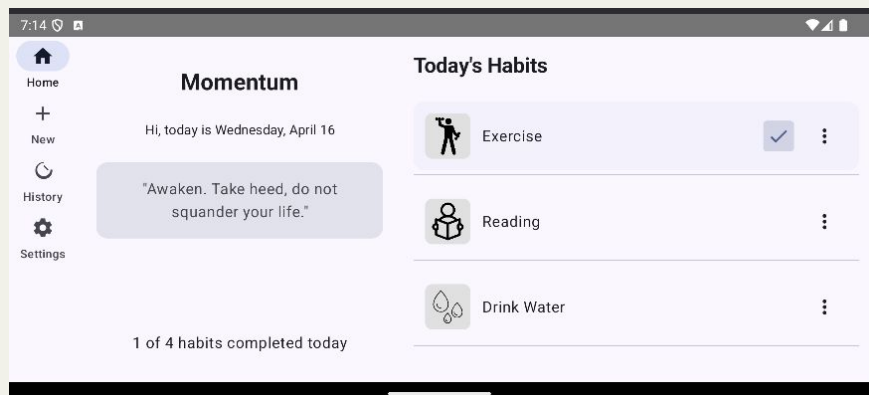 7:14
Home
New
History
Settings
Momentum
Hi, today is Wednesday, April 16
"Awaken. Take heed, do not
squander your life."
1 of 4 habits completed today
Today's Habits
Exercise
Reading
Drink Water